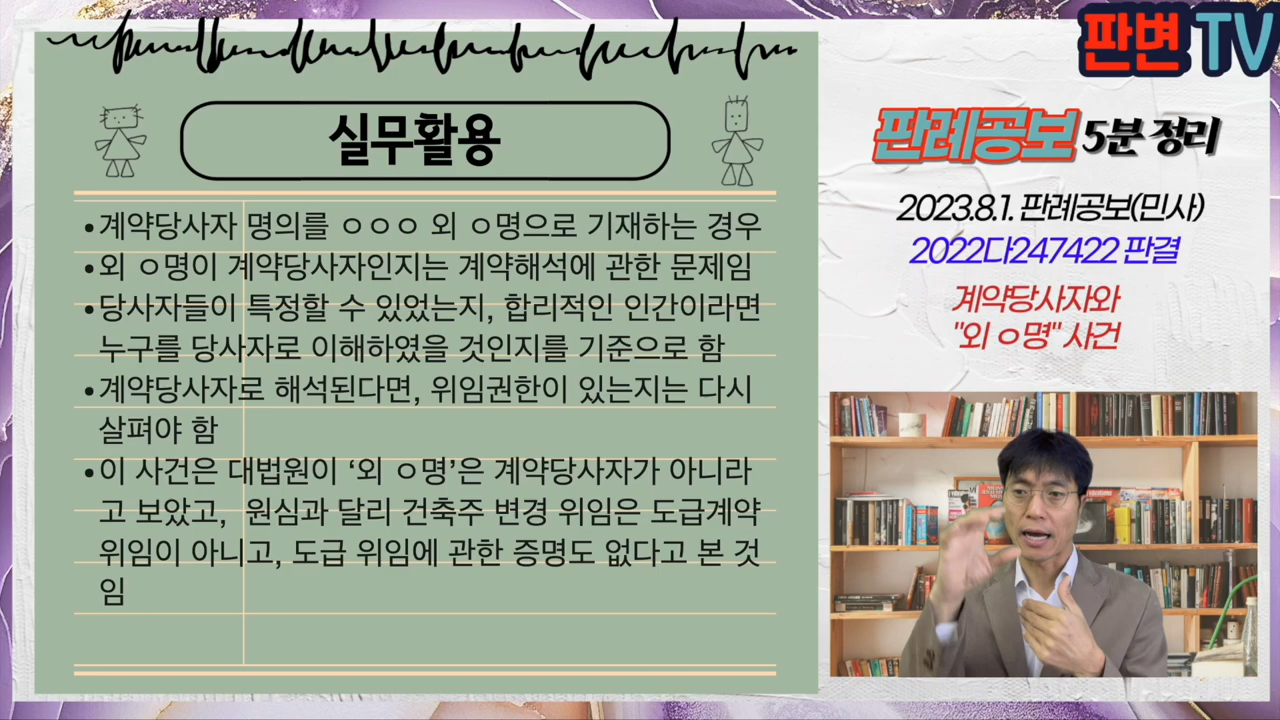 판변 TV
실무활용
•계약당사자 명의를 ㅇㅇㅇ 외 ㅇ명으로 기재하는 경우
•외 ㅇ명이 계약당사자인지는 계약해석에 관한 문제임
•당사자들이 특정할 수 있었는지, 합리적인 인간이라면
누구를 당사자로 이해하였을 것인지를 기준으로 함
•계약당사자로 해석된다면, 위임권한이 있는지는 다시
살펴야 함
•이 사건은 대법원이 ‘외 ㅇ명’은 계약당사자가 아니라
고 보았고, 원심과 달리 건축주 변경 위임은 도급계약
위임이 아니고, 도급 위임에 관한 증명도 없다고 본 것
임
판례공보 5분 정리
2023.8.1. 판례공보(민사)
2022다247422 판결
계약당사자와
"외 ㅇ명" 사건